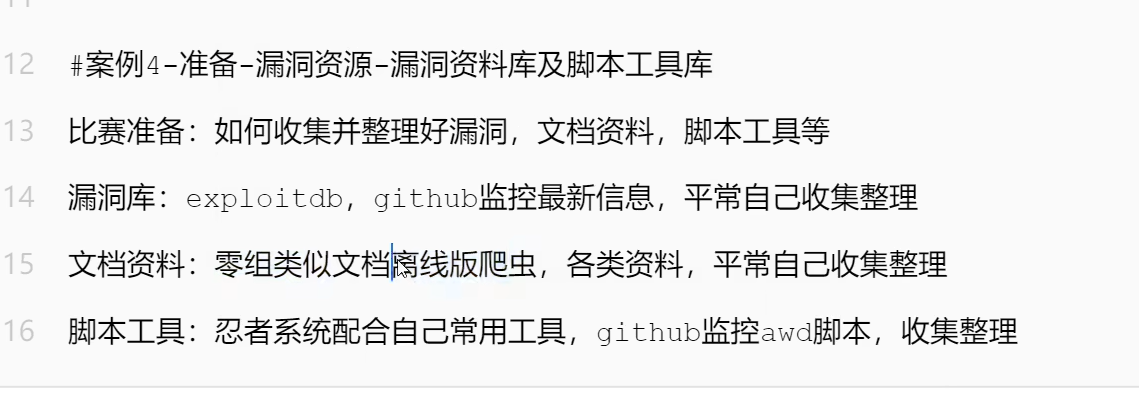 12 #案例4-准备-漏洞资源-漏洞资料库及脚本工具库
13 比赛准备：如何收集并整理好漏洞，文档资料，脚本工具等
14 漏洞库：exploitdb，github监控最新信息，平常自己收集整理
15 文档资料：零组类似文档离线版爬虫，各类资料，平常自己收集整理
16 脚本工具：忍者系统配合自己常用工具，github监控awd脚本，收集整理